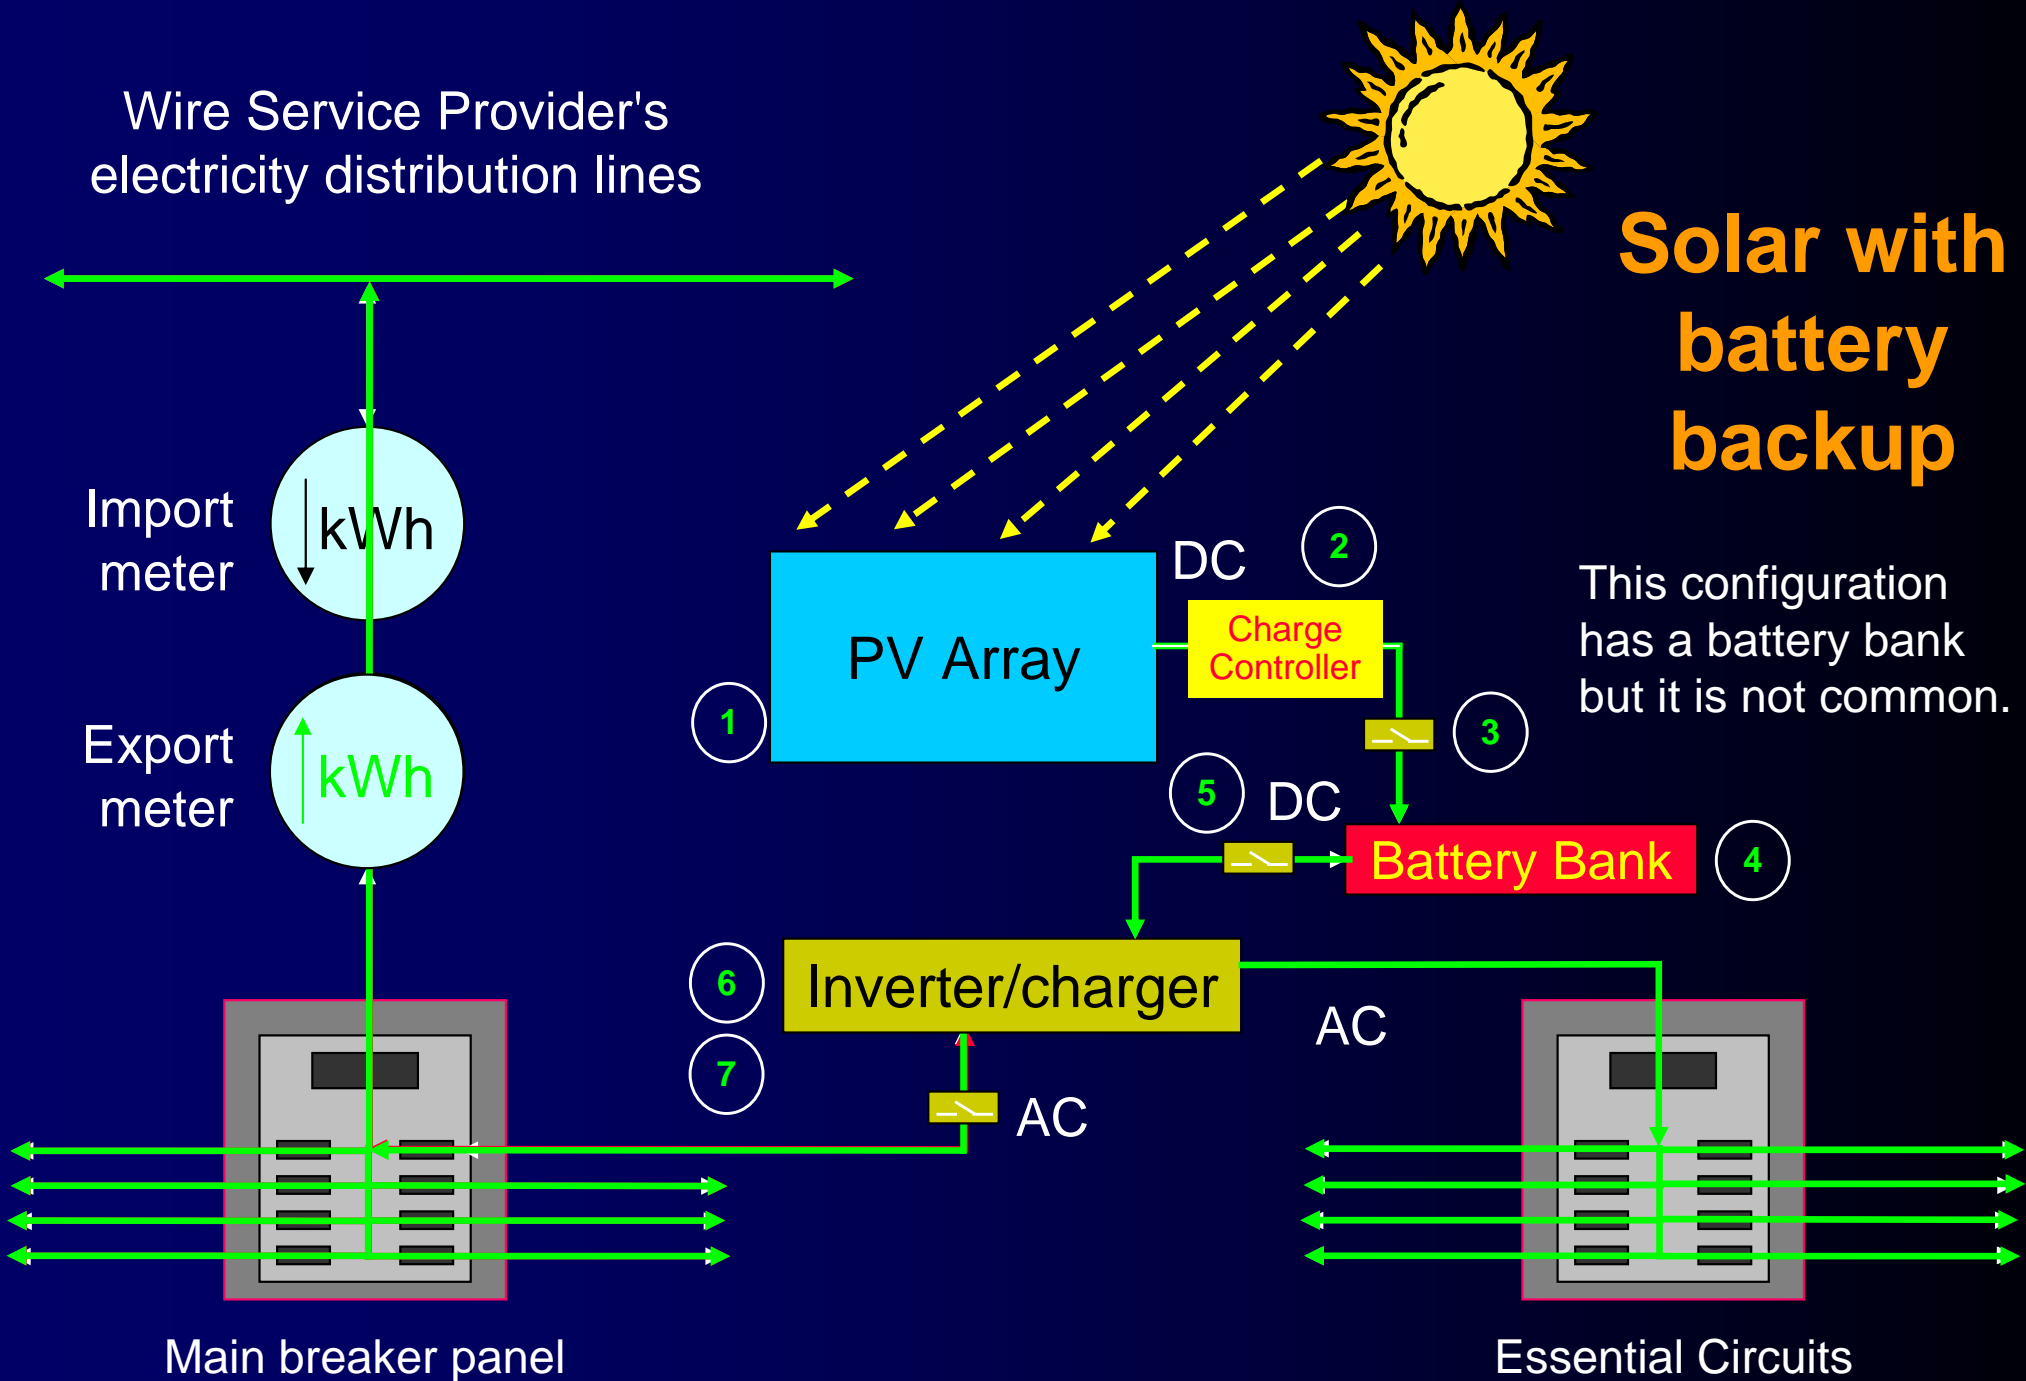 Wire Service Provider's
electricity distribution lines
Solar with
battery
backup
Import
meter
kWh
DC
2
This configuration
has a battery bank
but it is not common.
Charge
Controller
PV Array
1
3
Export
meter
kWh
5
DC
Battery Bank
4
6
Inverter/charger
AC
7
AC
Main breaker panel
Essential Circuits